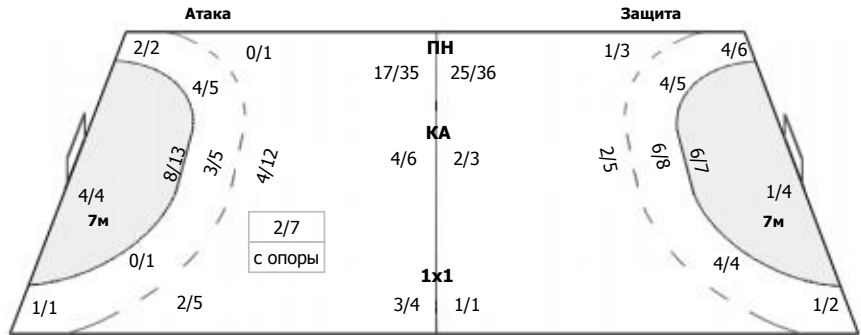 Атака Защита
2/2 0/1 ПН 1/3 4/6
17/35 25/36
4/5 4/5
КА
8/13 3/5 4/12 4/6 2/3 2/5 6/8 6/7
4/4 1/4
7м 7м
2/7
с опоры
0/1 4/4
1x1
1/1 2/5 3/4 1/1 1/2